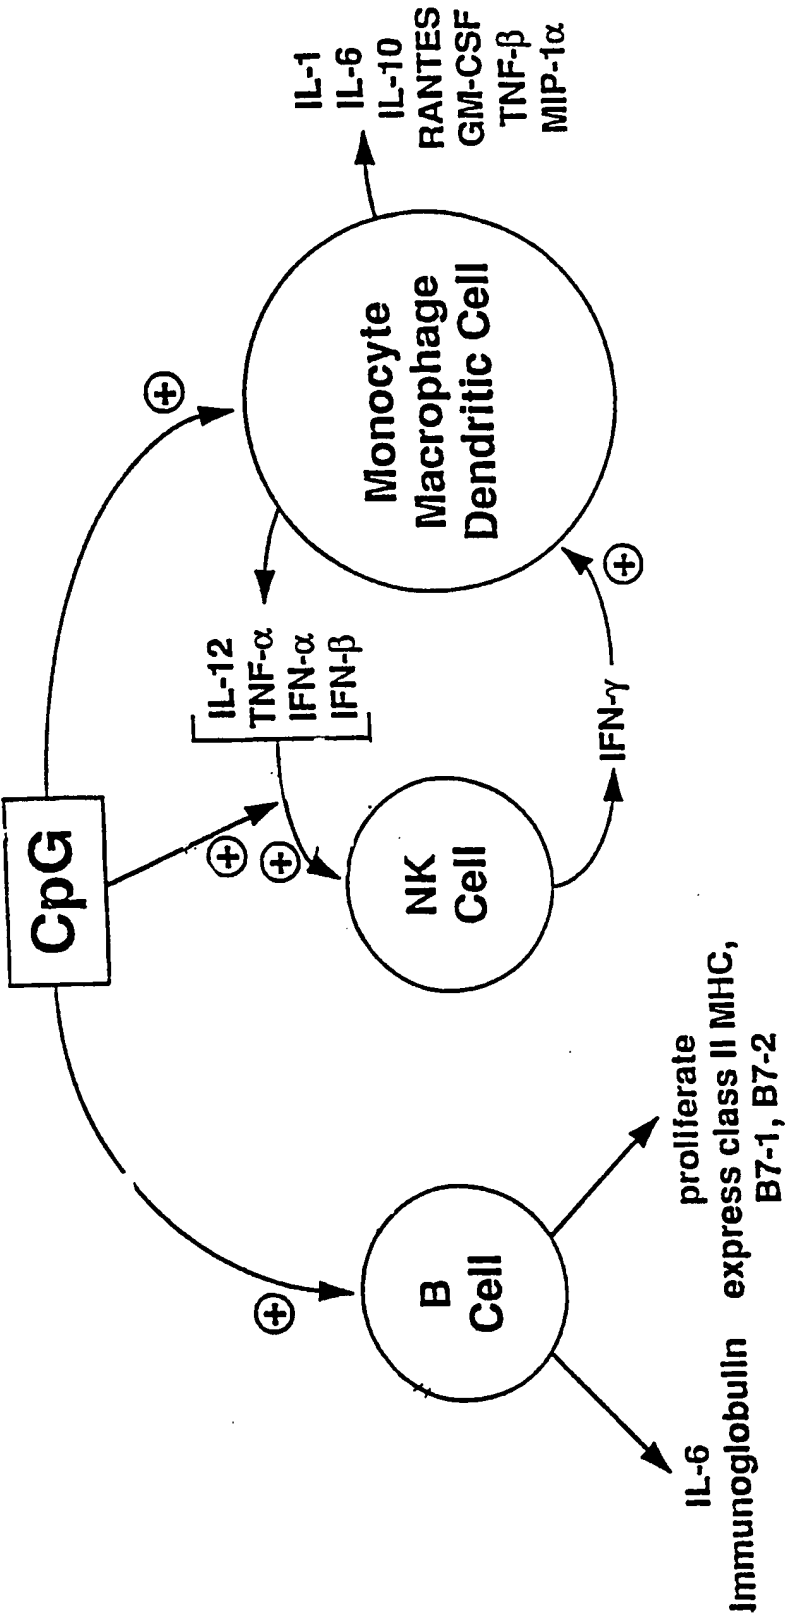 CpG
+
+
+
+
+
B
Cell
IL-6
Immunoglobulin
proliferate
express class II MHC,
B7-1, B7-2
NK
Cell
IL-12
TNF-α
IFN-α
IFN-β
IFN-γ
Monocyte
Macrophage
Dendritic Cell
IL-1
IL-6
IL-10
RANTES
GM-CSF
TNF-β
MIP-1α